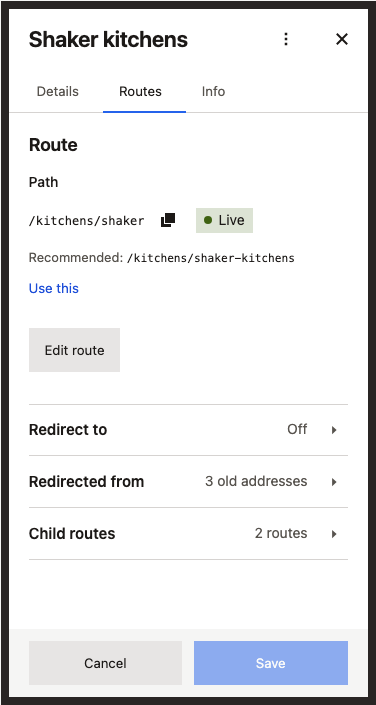 Shaker kitchens
Details Routes Info
Route
Path
/kitchens/shaker Live
Recommended: /kitchens/shaker-kitchens
Use this
Edit route
Redirect to Off
Redirected from 3 old addresses
Child routes 2 routes
Cancel Save